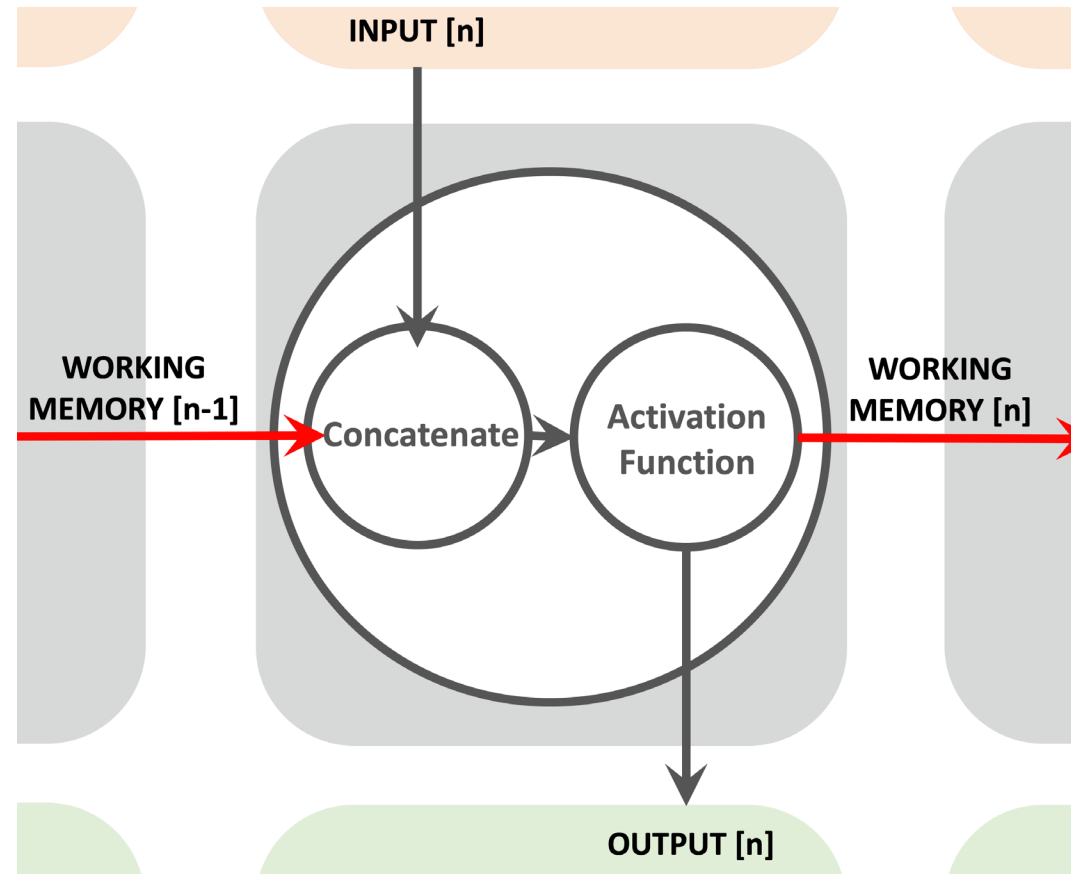 INPUT [n]
WORKING
MEMORY [n-1]
Concatenate
Activation
Function
WORKING
MEMORY [n]
OUTPUT [n]